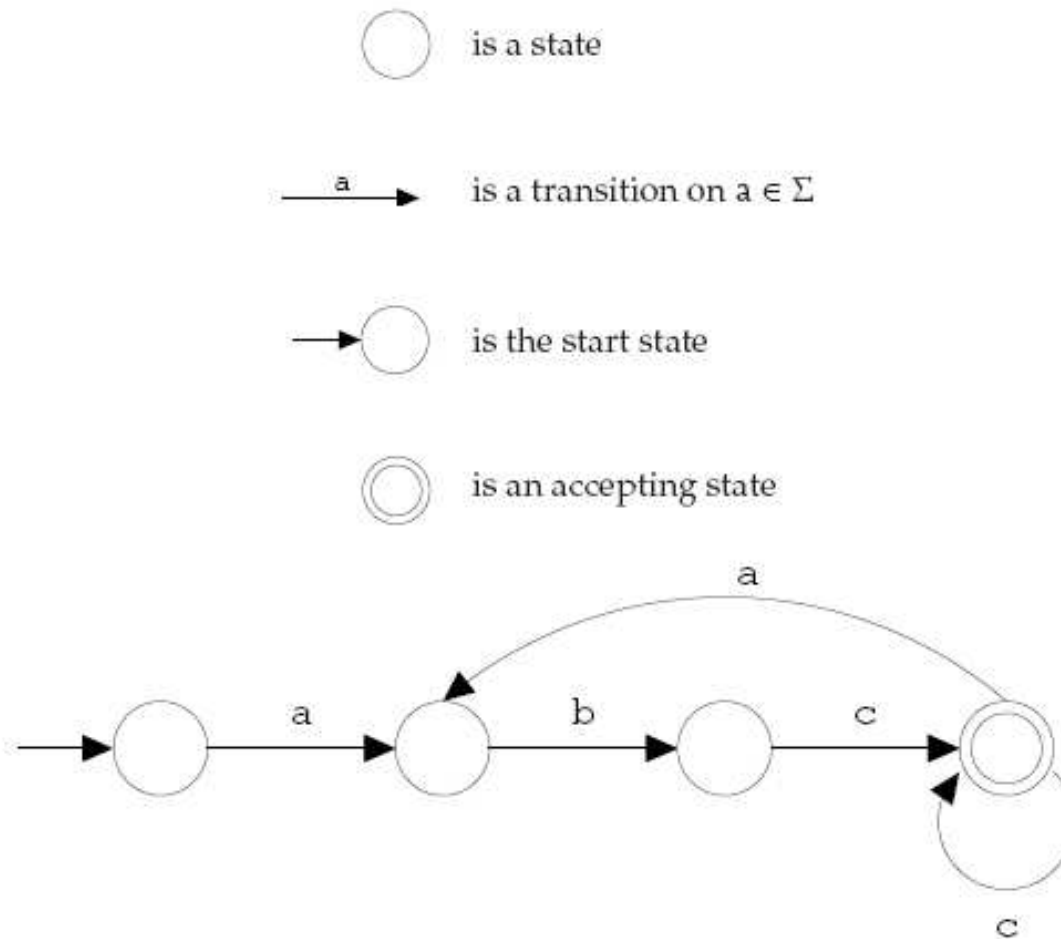 is a state
a
is a transition on a ∈ Σ
is the start state
is an accepting state
a
a
b
c
c